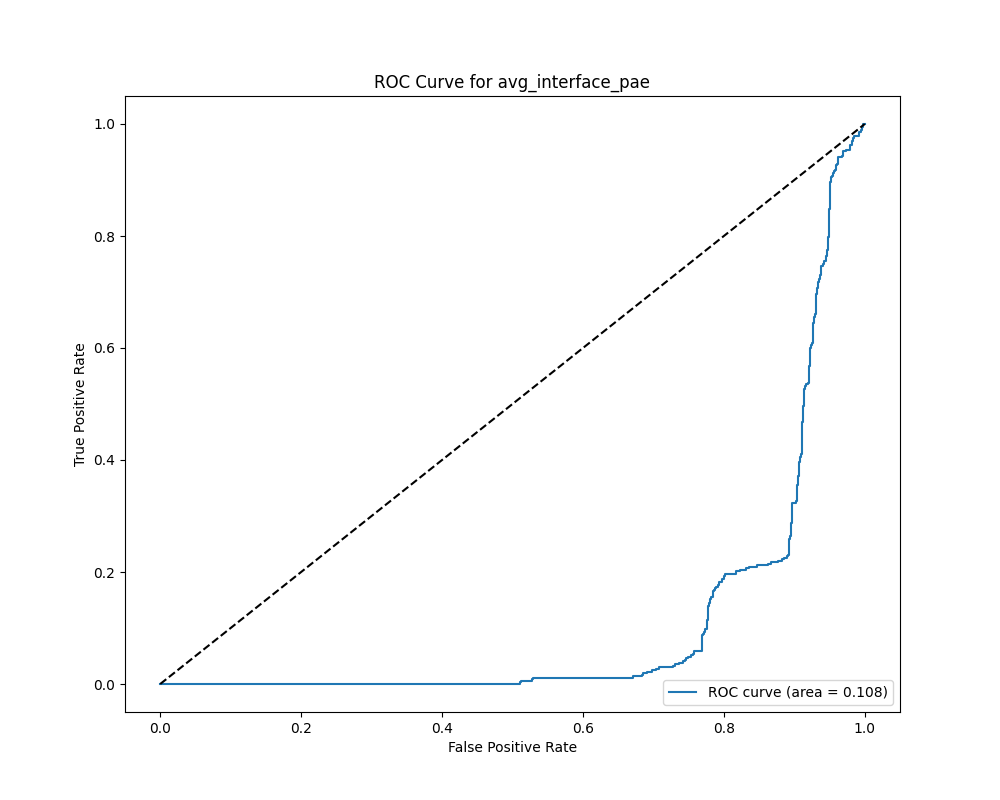 ROC Curve for avg_interface_pae
1.0
0.8
0.6
0.4
0.2
0.0
True Positive Rate
0.0 0.2 0.4 0.6 0.8 1.0
False Positive Rate
ROC curve (area = 0.108)